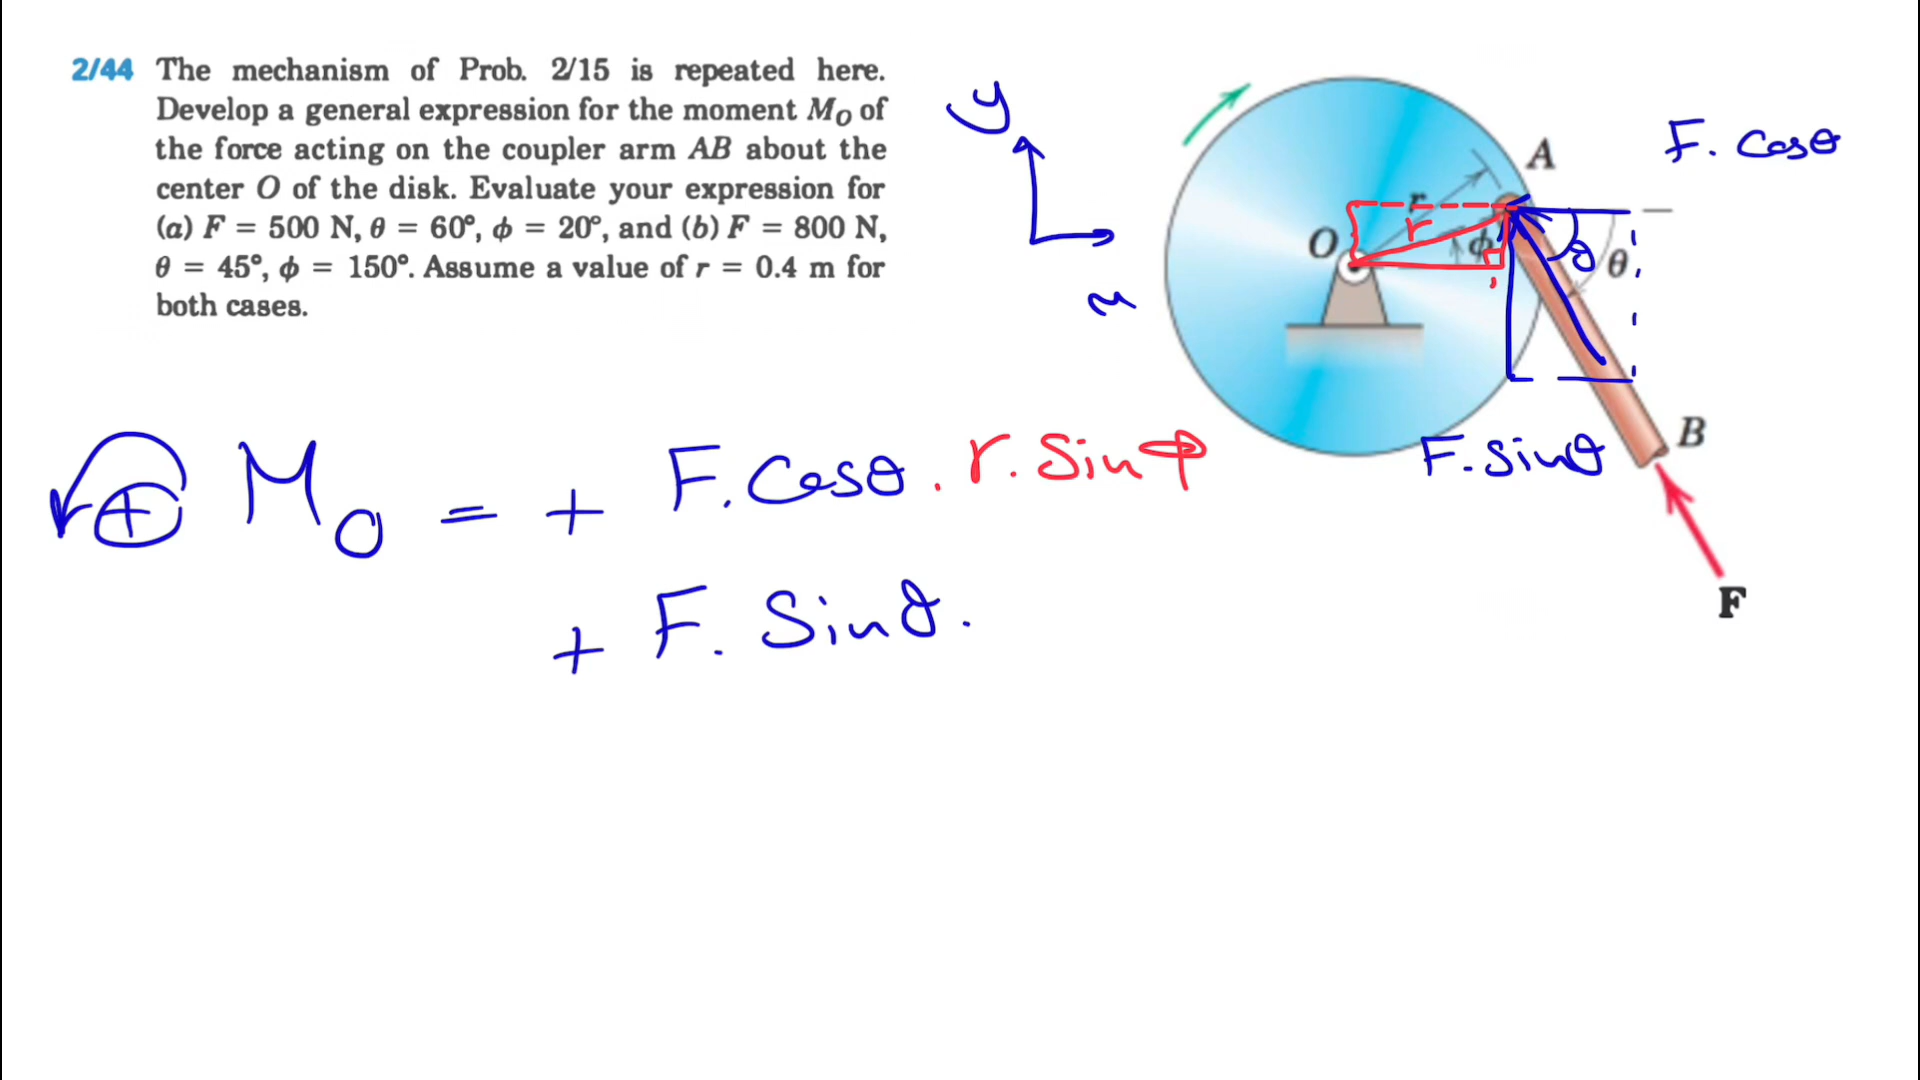 2/44 The mechanism of Prob. 2/15 is repeated here.
Develop a general expression for the moment M_O of
the force acting on the coupler arm AB about the
center O of the disk. Evaluate your expression for
(a) F = 500 N, θ = 60°, ϕ = 20°, and (b) F = 800 N,
θ = 45°, ϕ = 150°. Assume a value of r = 0.4 m for
both cases.
y
x
A
F. Cosθ
r
r
O
ϕ
θ
θ
B
F. Sinθ
F
+ M_O = + F. Cosθ . r. Sinϕ
+ F. Sinθ.